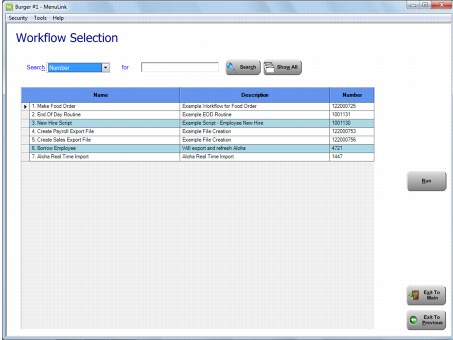 Burger #1 - MenuLink
Security Tools Help
Workflow Selection
Search Number for Search Show All
Name Description Number
1. Make Food Order Example Workflow for Food Order 122000725
2. End Of Day Routine Example EOD Routine 1001131
3. New Hire Script Example Script - Employee New Hire 1001130
4. Create Payroll Export File Example File Creation 122000753
5. Create Sales Export File Example File Creation 122000756
6. Borrow Employee Will export and refresh Aloha 4721
7. Aloha Real Time Import Aloha Real Time Import 1447
Run
Exit To
Main
Exit To
Previous